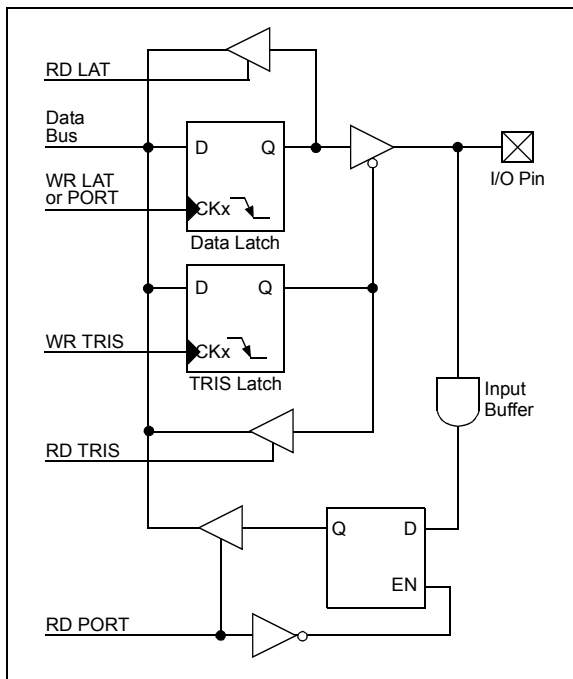 RD LAT
Data
Bus
D Q
I/O Pin
WR LAT
or PORT
CKx
Data Latch
D Q
WR TRIS
CKx
TRIS Latch
Input
Buffer
RD TRIS
Q D
EN
RD PORT